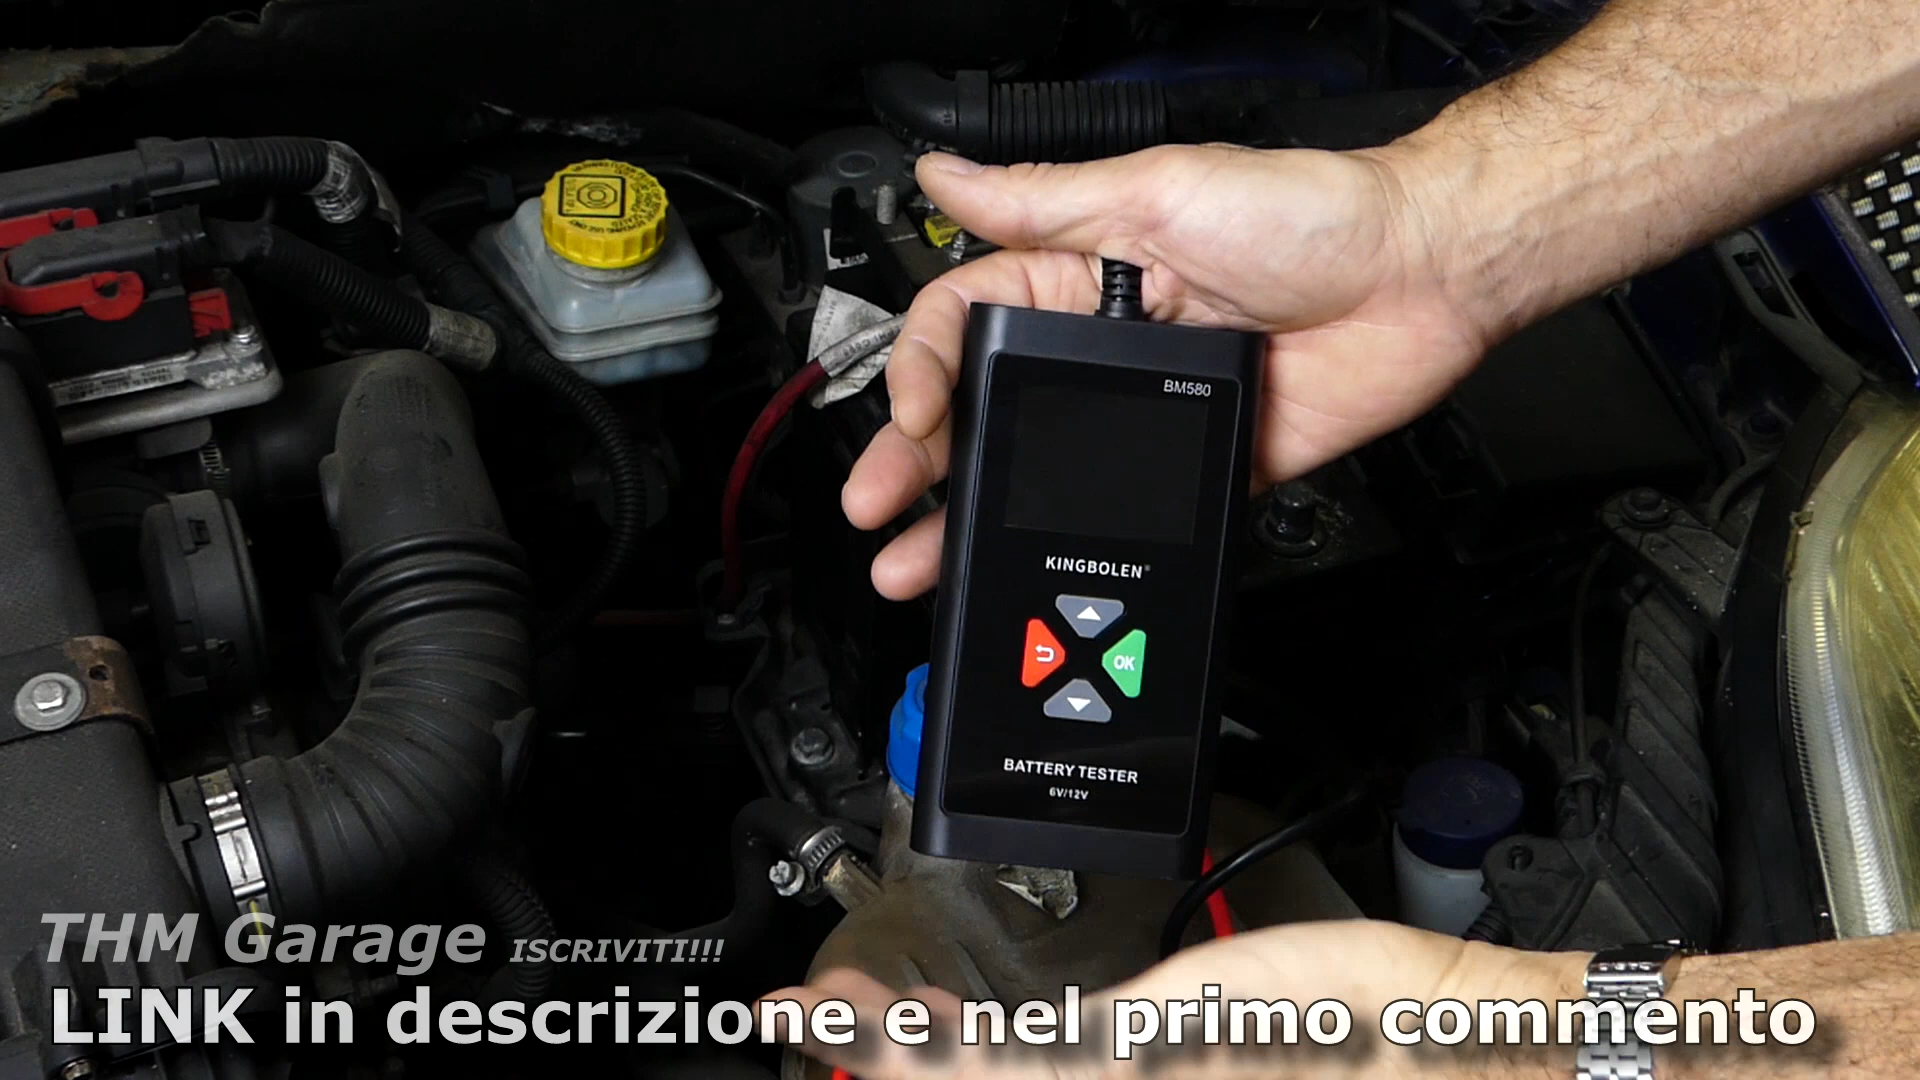 BM580
KINGBOLEN
OK
BATTERY TESTER
6V/12V
THM Garage ISCRIVITI!!!
LINK in descrizione e nel primo commento